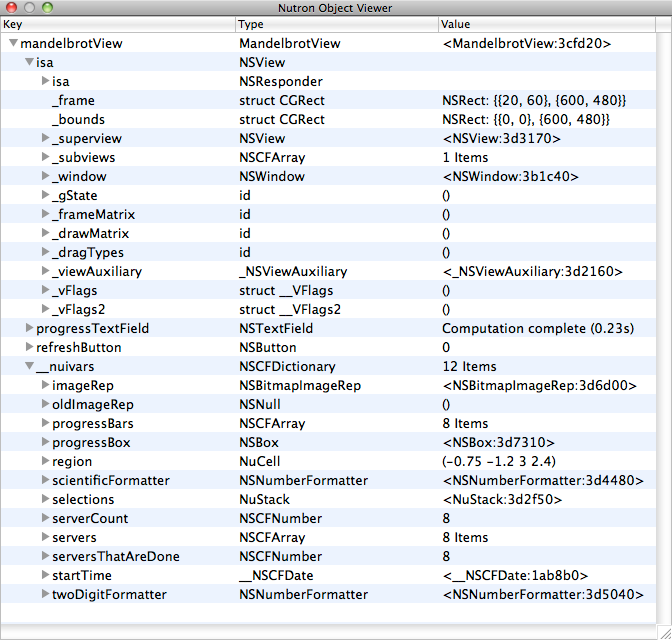 Nutron Object Viewer
Key Type Value
mandelbrotView MandelbrotView <MandelbrotView:3cfd20>
isa NSView
isa NSResponder
_frame struct CGRect NSRect: {{20, 60}, {600, 480}}
_bounds struct CGRect NSRect: {{0, 0}, {600, 480}}
_superview NSView <NSView:3d3170>
_subviews NSCFArray 1 Items
_window NSWindow <NSWindow:3b1c40>
_gState id ()
_frameMatrix id ()
_drawMatrix id ()
_dragTypes id ()
_viewAuxiliary _NSViewAuxiliary <_NSViewAuxiliary:3d2160>
_vFlags struct __VFlags ()
_vFlags2 struct __VFlags2 ()
progressTextField NSTextField Computation complete (0.23s)
refreshButton NSButton 0
__nuivars NSCFDictionary 12 Items
imageRep NSBitmapImageRep <NSBitmapImageRep:3d6d00>
oldImageRep NSNull ()
progressBars NSCFArray 8 Items
progressBox NSBox <NSBox:3d7310>
region NuCell (-0.75 -1.2 3 2.4)
scientificFormatter NSNumberFormatter <NSNumberFormatter:3d4480>
selections NuStack <NuStack:3d2f50>
serverCount NSCFNumber 8
servers NSCFArray 8 Items
serversThatAreDone NSCFNumber 8
startTime __NSCFDate <__NSCFDate:1ab8b0>
twoDigitFormatter NSNumberFormatter <NSNumberFormatter:3d5040>